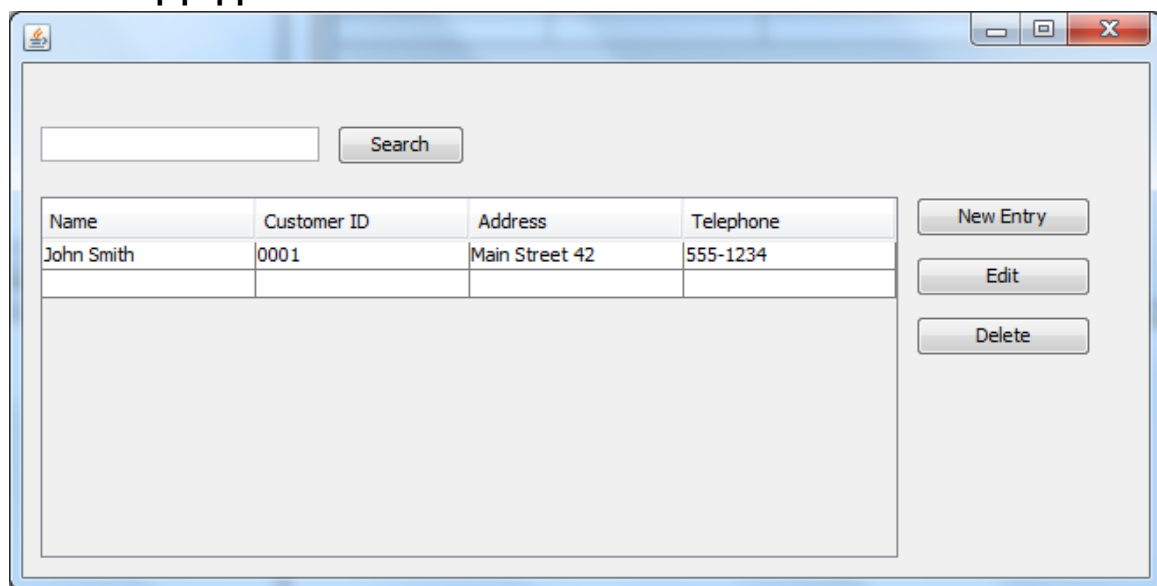 Search
Name Customer ID Address Telephone New Entry
John Smith 0001 Main Street 42 555-1234
Edit
Delete